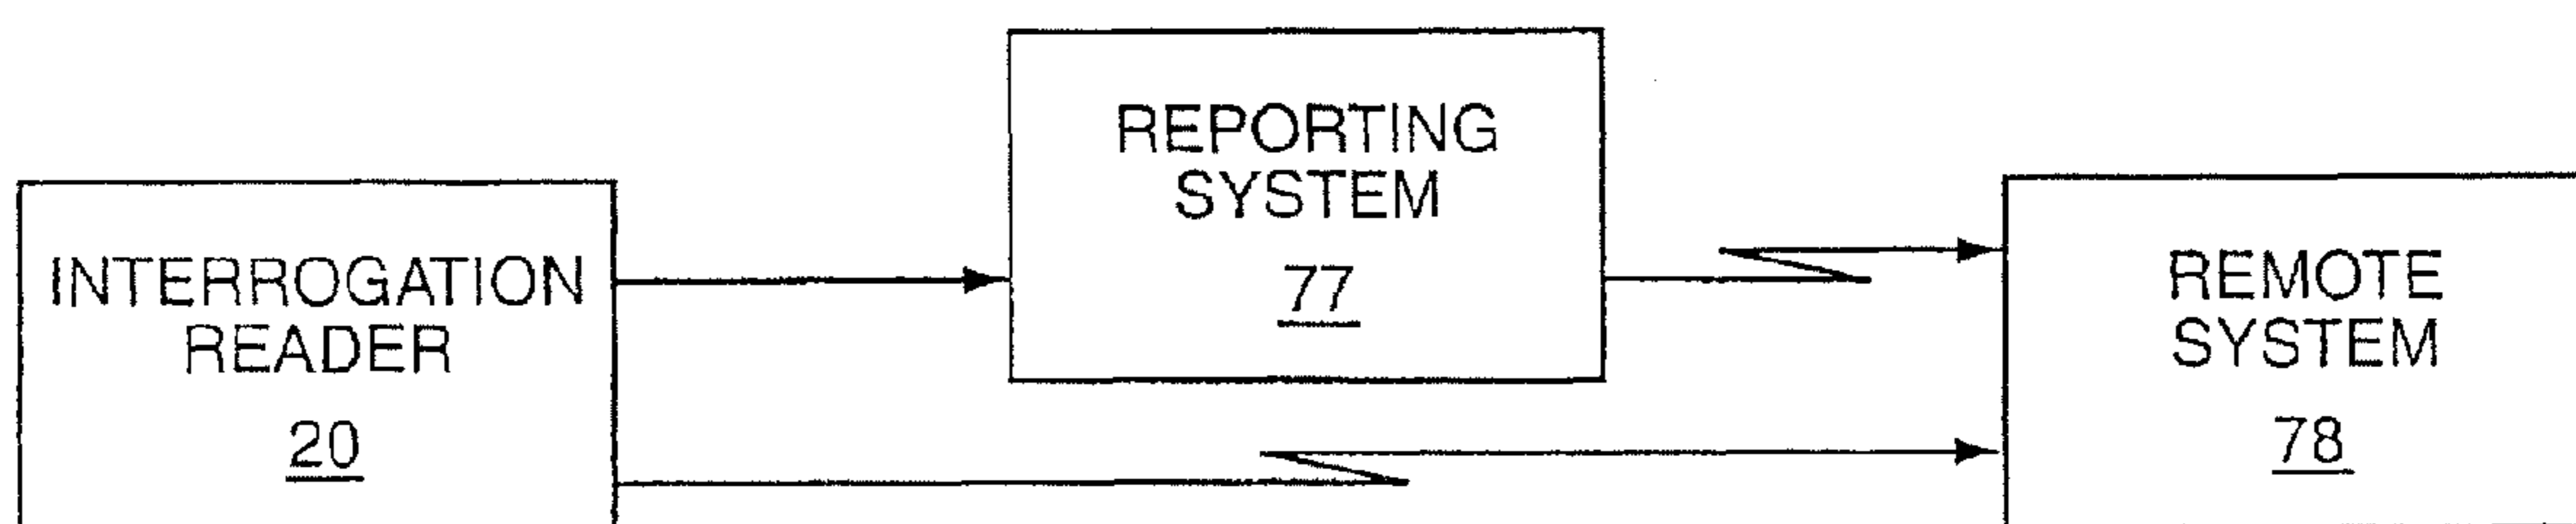 REPORTING
SYSTEM
77
INTERROGATION
READER
20
REMOTE
SYSTEM
78